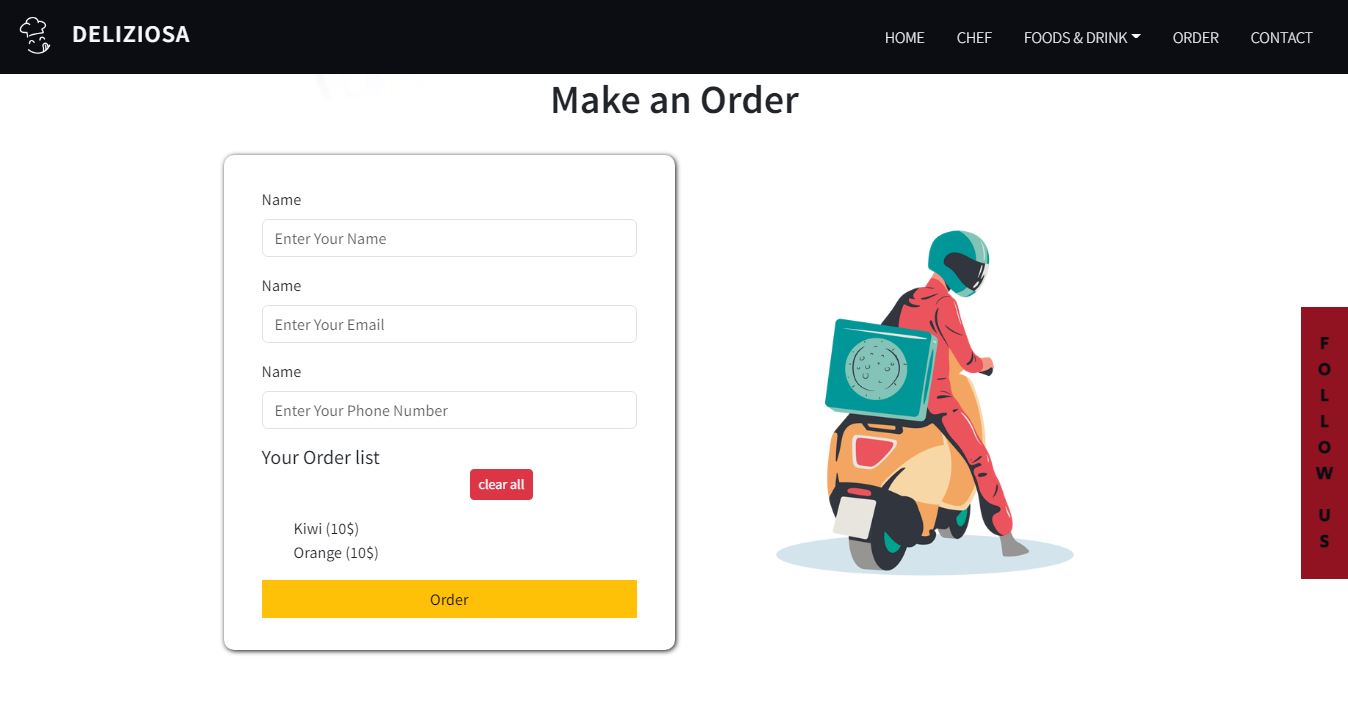 DELIZIOSA
HOME CHEF FOODS & DRINK ORDER CONTACT
Make an Order
Name
Enter Your Name
Name
Enter Your Email
Name
Enter Your Phone Number
Your Order list
clear all
Kiwi (10$)
Orange (10$)
Order
FOLLOW US